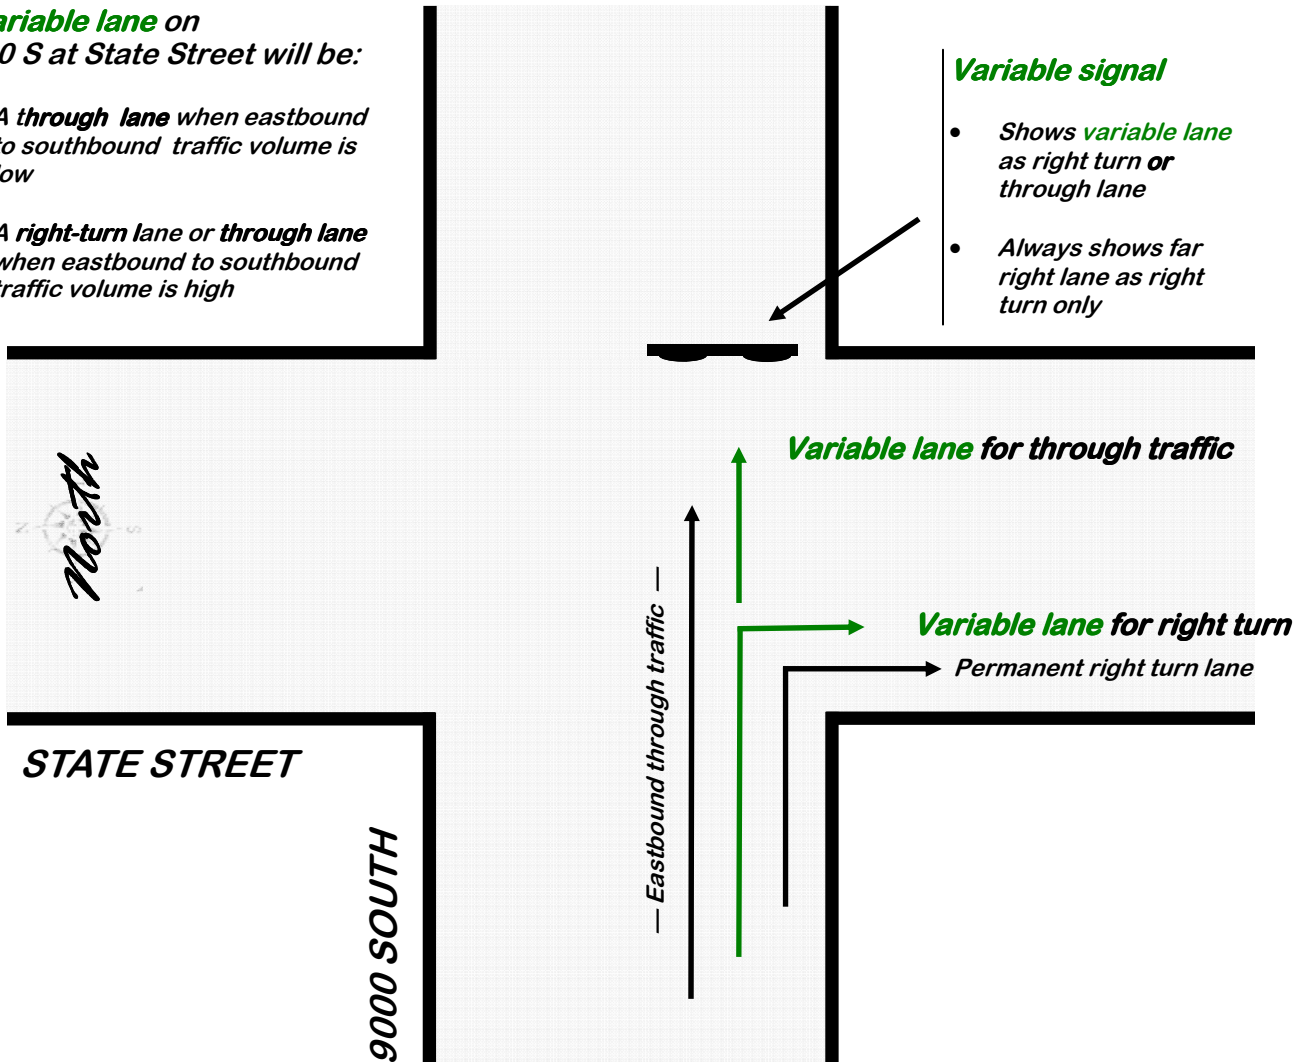 ariable lane on
0 S at State Street will be:
A through lane when eastbound
to southbound traffic volume is
low
A right-turn lane or through lane
when eastbound to southbound
traffic volume is high
Variable signal
• Shows variable lane
as right turn or
through lane
• Always shows far
right lane as right
turn only
North
N
S
Variable lane for through traffic
— Eastbound through traffic —
Variable lane for right turn
Permanent right turn lane
STATE STREET
9000 SOUTH